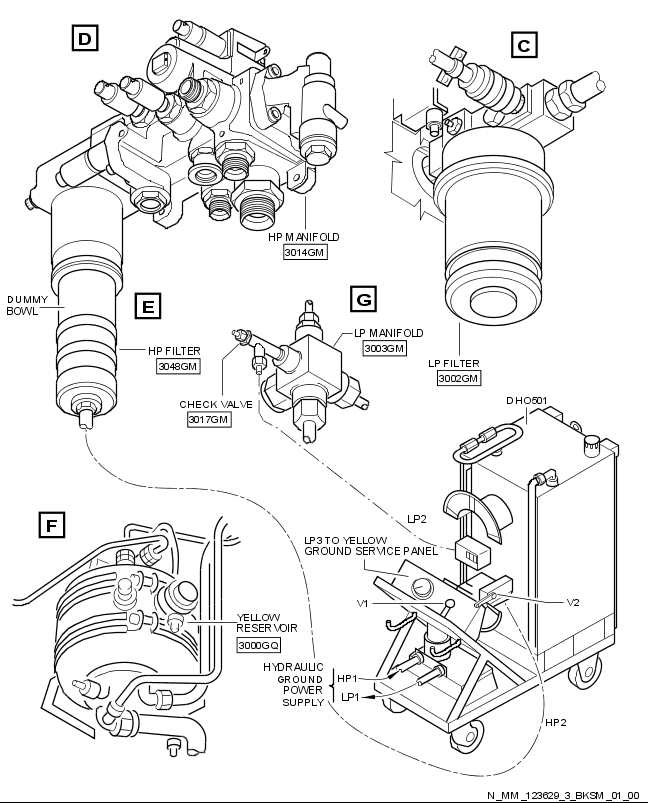 D
C
HP MANIFOLD
3014GM
DUMMY
BOWL
E
G
LP MANIFOLD
3003GM
HP FILTER
3048GM
LP FILTER
3002GM
CHECK VALVE
3017GM
DHO501
F
LP2
LP3 TO YELLOW
GROUND SERVICE PANEL
V1
V2
YELLOW
RESERVOIR
3000GQ
HYDRAULIC
GROUND
POWER
SUPPLY
HP1
LP1
HP2
N_MM_123629_3_BKSM_01_00